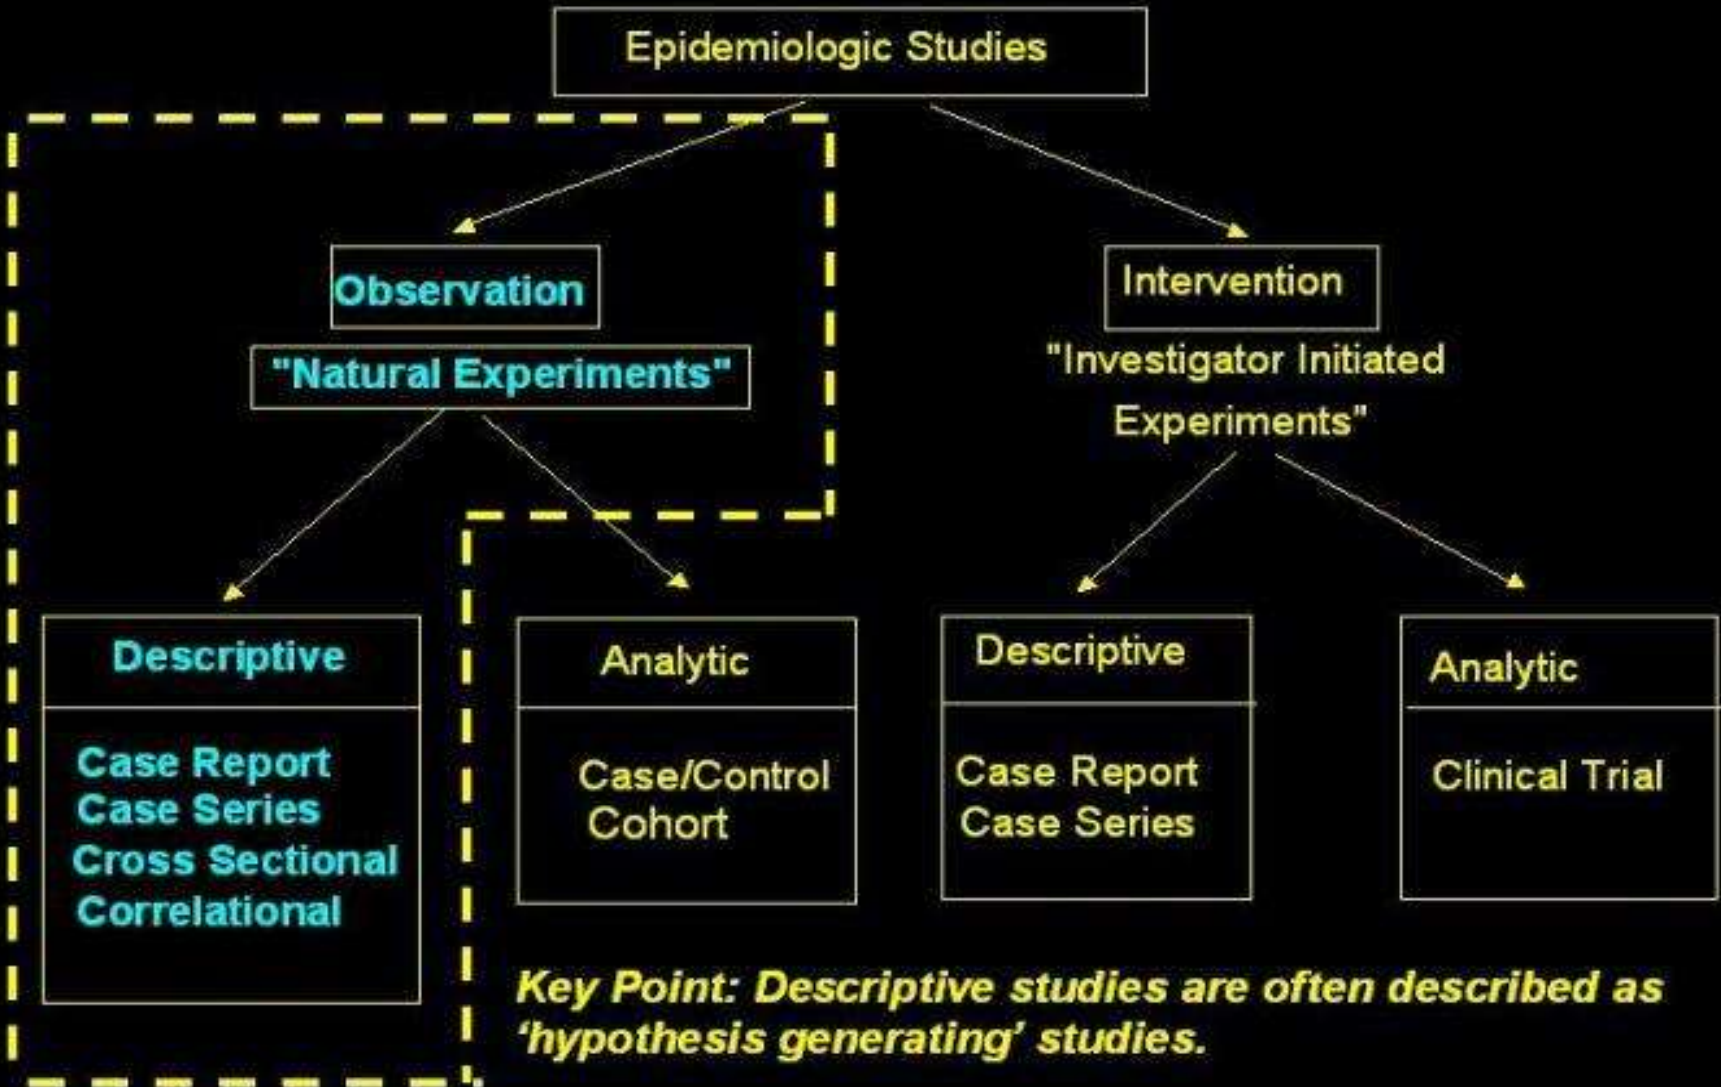 Epidemiologic Studies
Observation
"Natural Experiments"
Intervention
"Investigator Initiated
Experiments"
Descriptive
Case Report
Case Series
Cross Sectional
Correlational
Analytic
Case/Control
Cohort
Descriptive
Case Report
Case Series
Analytic
Clinical Trial
Key Point: Descriptive studies are often described as
‘hypothesis generating’ studies.